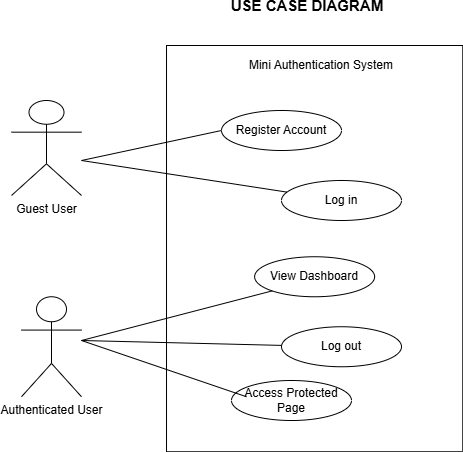 USE CASE DIAGRAM
Mini Authentication System
Register Account
Guest User
Log in
View Dashboard
Log out
Access Protected
Page
Authenticated User